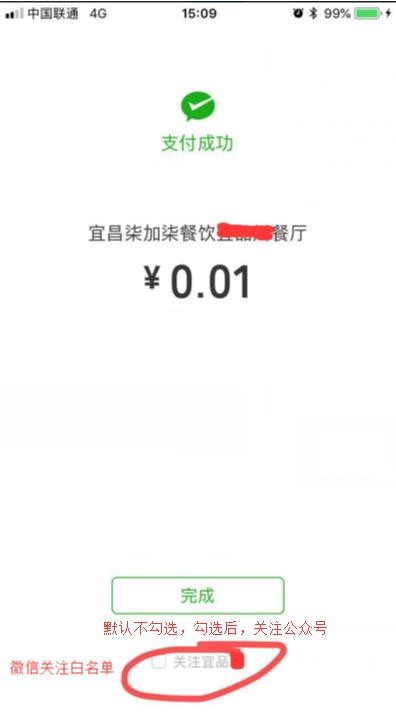 中国联通 4G 15:09 99%
支付成功
宜昌柒加柒餐饮餐厅
¥0.01
完成
默认不勾选，勾选后，关注公众号
关注宜品
微信关注白名单